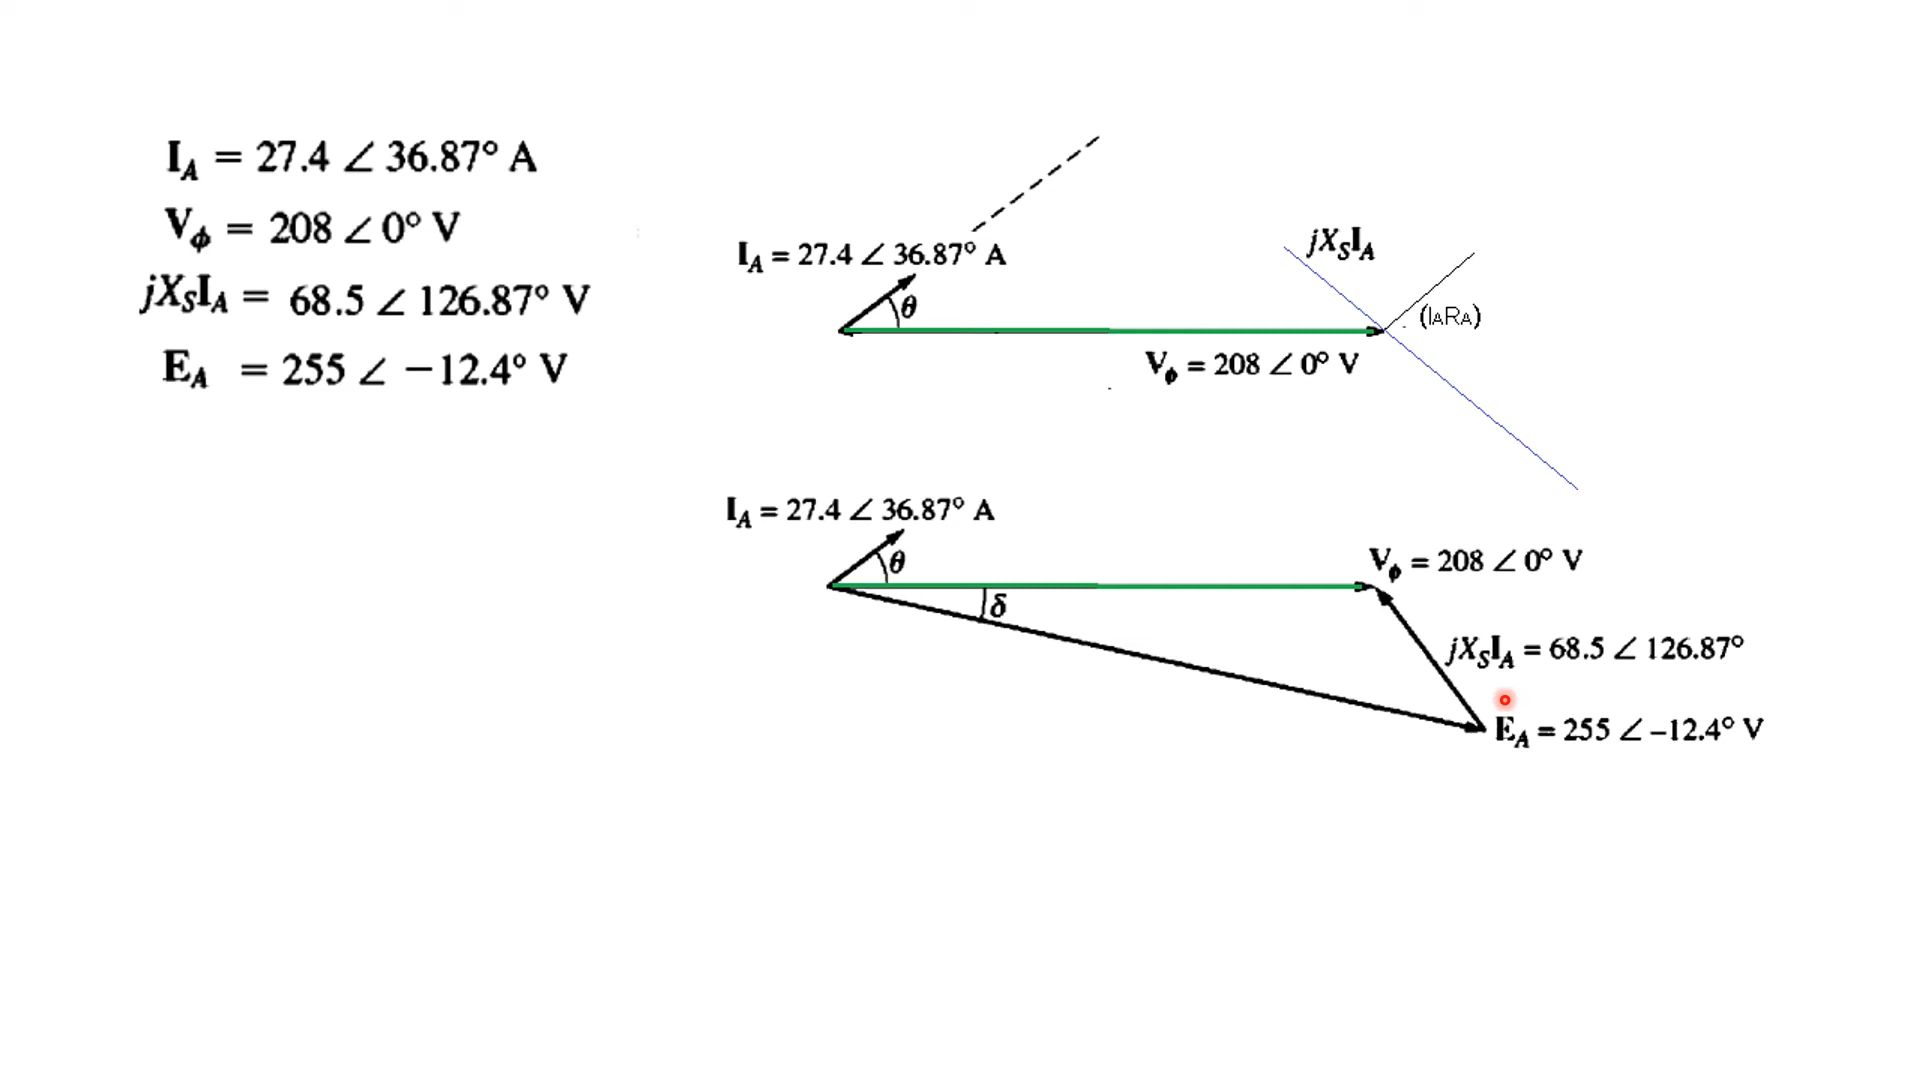 I_A = 27.4 ∠ 36.87° A
V_ϕ = 208 ∠ 0° V
jX_SI_A = 68.5 ∠ 126.87° V
E_A = 255 ∠ −12.4° V
I_A = 27.4 ∠ 36.87° A
θ
jX_SI_A
(IARA)
V_ϕ = 208 ∠ 0° V
I_A = 27.4 ∠ 36.87° A
θ
V_ϕ = 208 ∠ 0° V
δ
jX_SI_A = 68.5 ∠ 126.87°
E_A = 255 ∠ −12.4° V